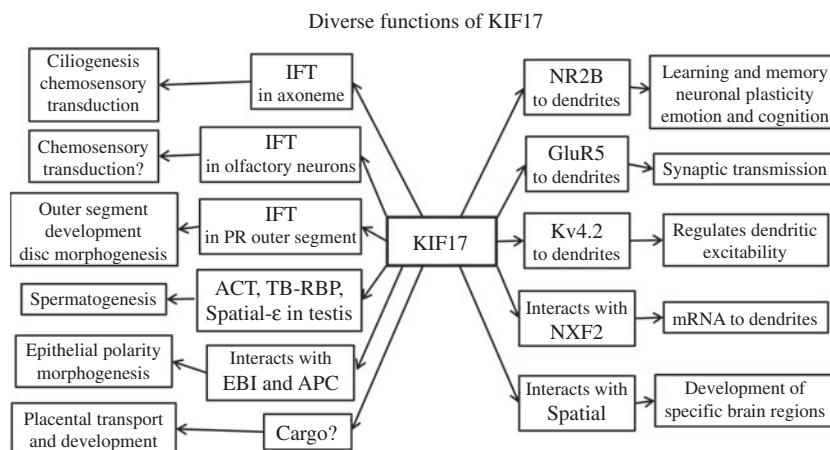 Diverse functions of KIF17
Ciliogenesis
chemosensory
transduction
IFT
in axoneme
Chemosensory
transduction?
IFT
in olfactory neurons
Outer segment
development
disc morphogenesis
IFT
in PR outer segment
Spermatogenesis
ACT, TB-RBP,
Spatial-ε in testis
Epithelial polarity
morphogenesis
Interacts with
EBI and APC
Placental transport
and development
Cargo?
KIF17
NR2B
to dendrites
Learning and memory
neuronal plasticity
emotion and cognition
GluR5
to dendrites
Synaptic transmission
Kv4.2
to dendrites
Regulates dendritic
excitability
Interacts with
NXF2
mRNA to dendrites
Interacts with
Spatial
Development of
specific brain regions